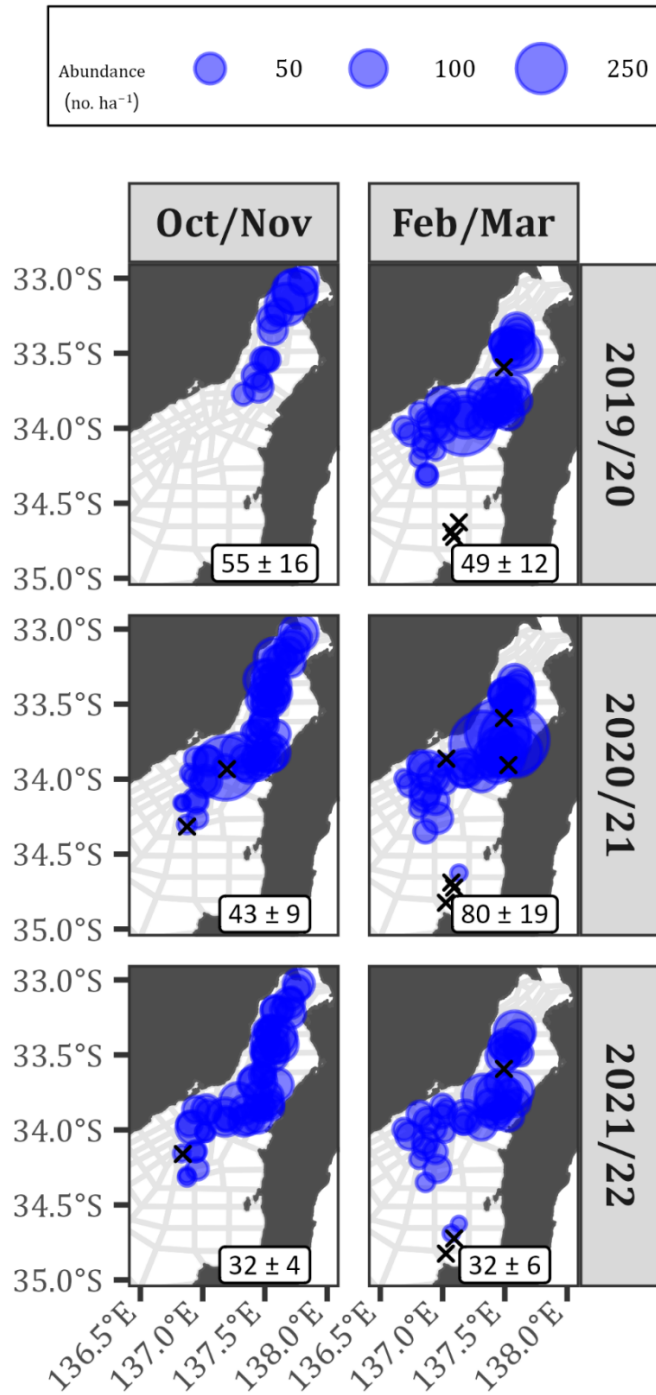 Abundance
(no. ha⁻¹)
50 100 250
Oct/Nov Feb/Mar
33.0°S
33.5°S
34.0°S
34.5°S
35.0°S
55 ± 16 49 ± 12
2019/20
33.0°S
33.5°S
34.0°S
34.5°S
35.0°S
43 ± 9 80 ± 19
2020/21
33.0°S
33.5°S
34.0°S
34.5°S
35.0°S
32 ± 4 32 ± 6
2021/22
136.5°E 137.0°E 137.5°E 138.0°E 136.5°E 137.0°E 137.5°E 138.0°E